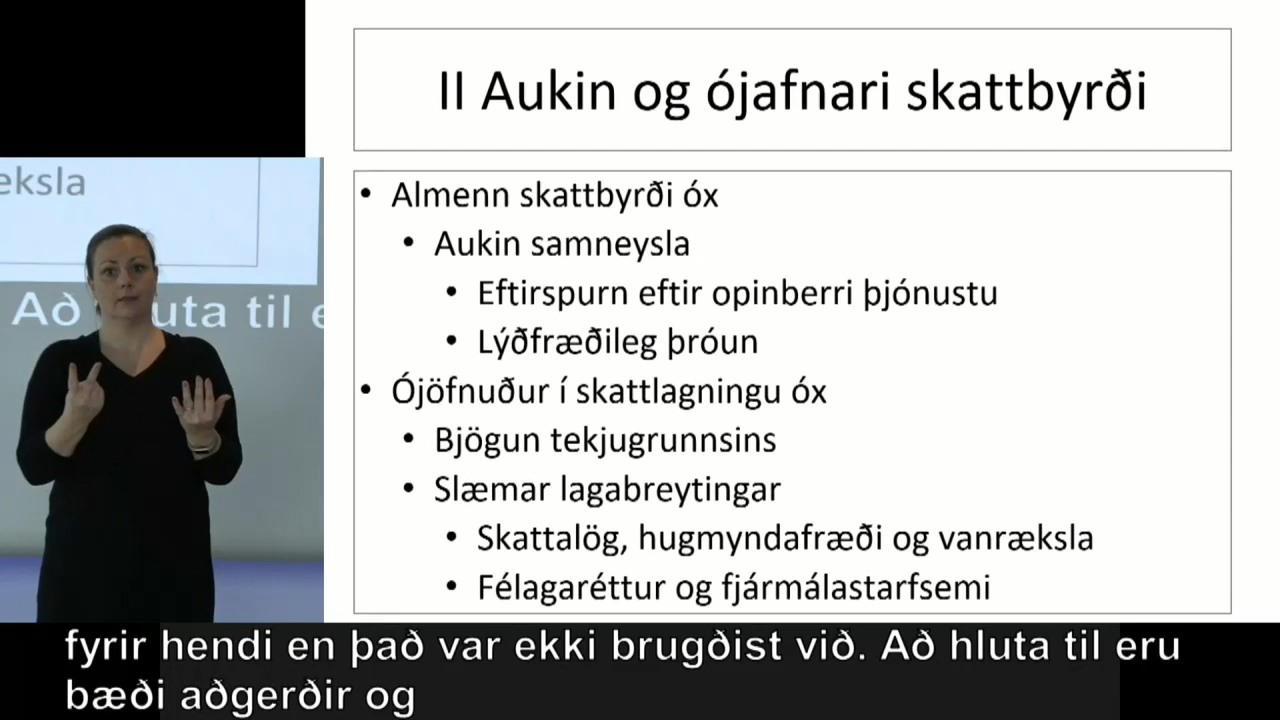 II Aukin og ójafnari skattbyrði
• Almenn skattbyrði óx
• Aukin samneysla
• Eftirspurn eftir opinberri þjónustu
• Lýðfræðileg þróun
• Ójöfnuður í skattlagningu óx
• Bjögun tekjugrunnsins
• Slæmar lagabreytingar
• Skattalög, hugmyndafræði og vanræksla
• Félagaréttur og fjármálastarfsemi
eksla
Að hluta til e
fyrir hendi en það var ekki brugðist við. Að hluta til eru
bæði aðgerðir og